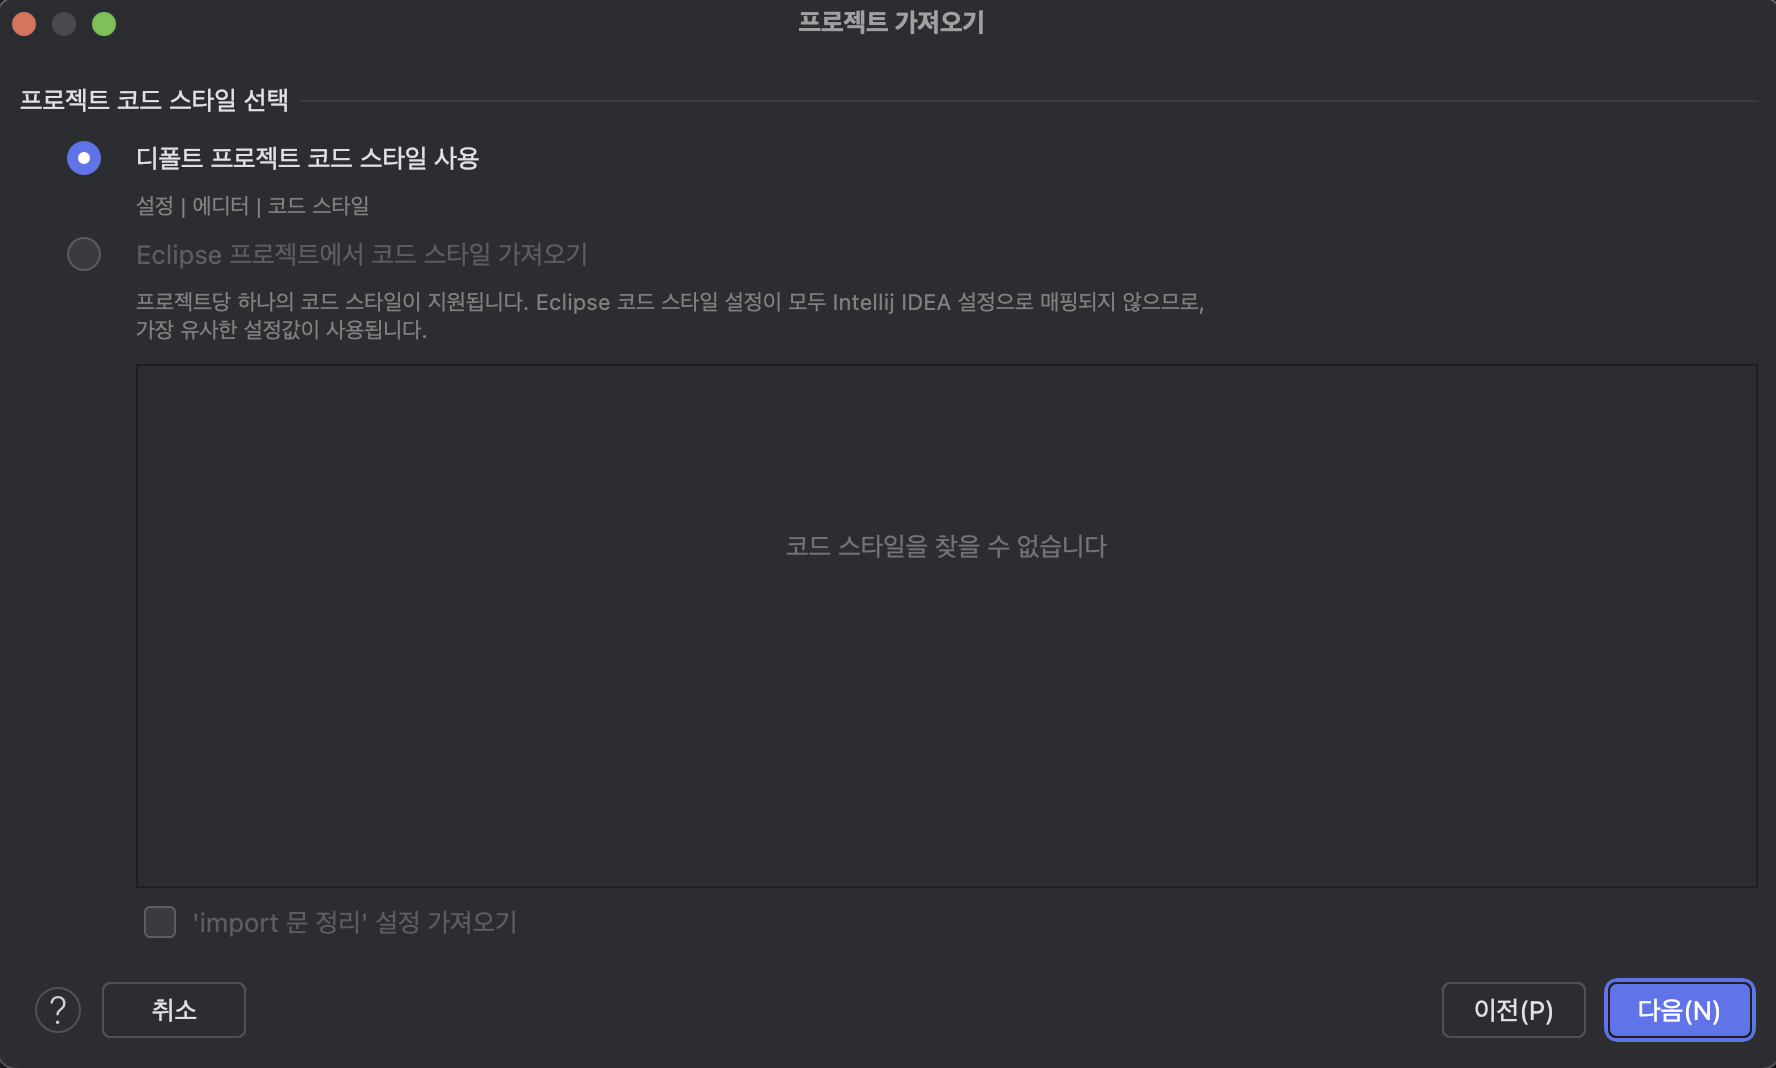 프로젝트 가져오기
프로젝트 코드 스타일 선택
디폴트 프로젝트 코드 스타일 사용
설정 | 에디터 | 코드 스타일
Eclipse 프로젝트에서 코드 스타일 가져오기
프로젝트당 하나의 코드 스타일이 지원됩니다. Eclipse 코드 스타일 설정이 모두 Intellij IDEA 설정으로 매핑되지 않으므로,
가장 유사한 설정값이 사용됩니다.
코드 스타일을 찾을 수 없습니다
'import 문 정리' 설정 가져오기
? 취소 이전(P) 다음(N)